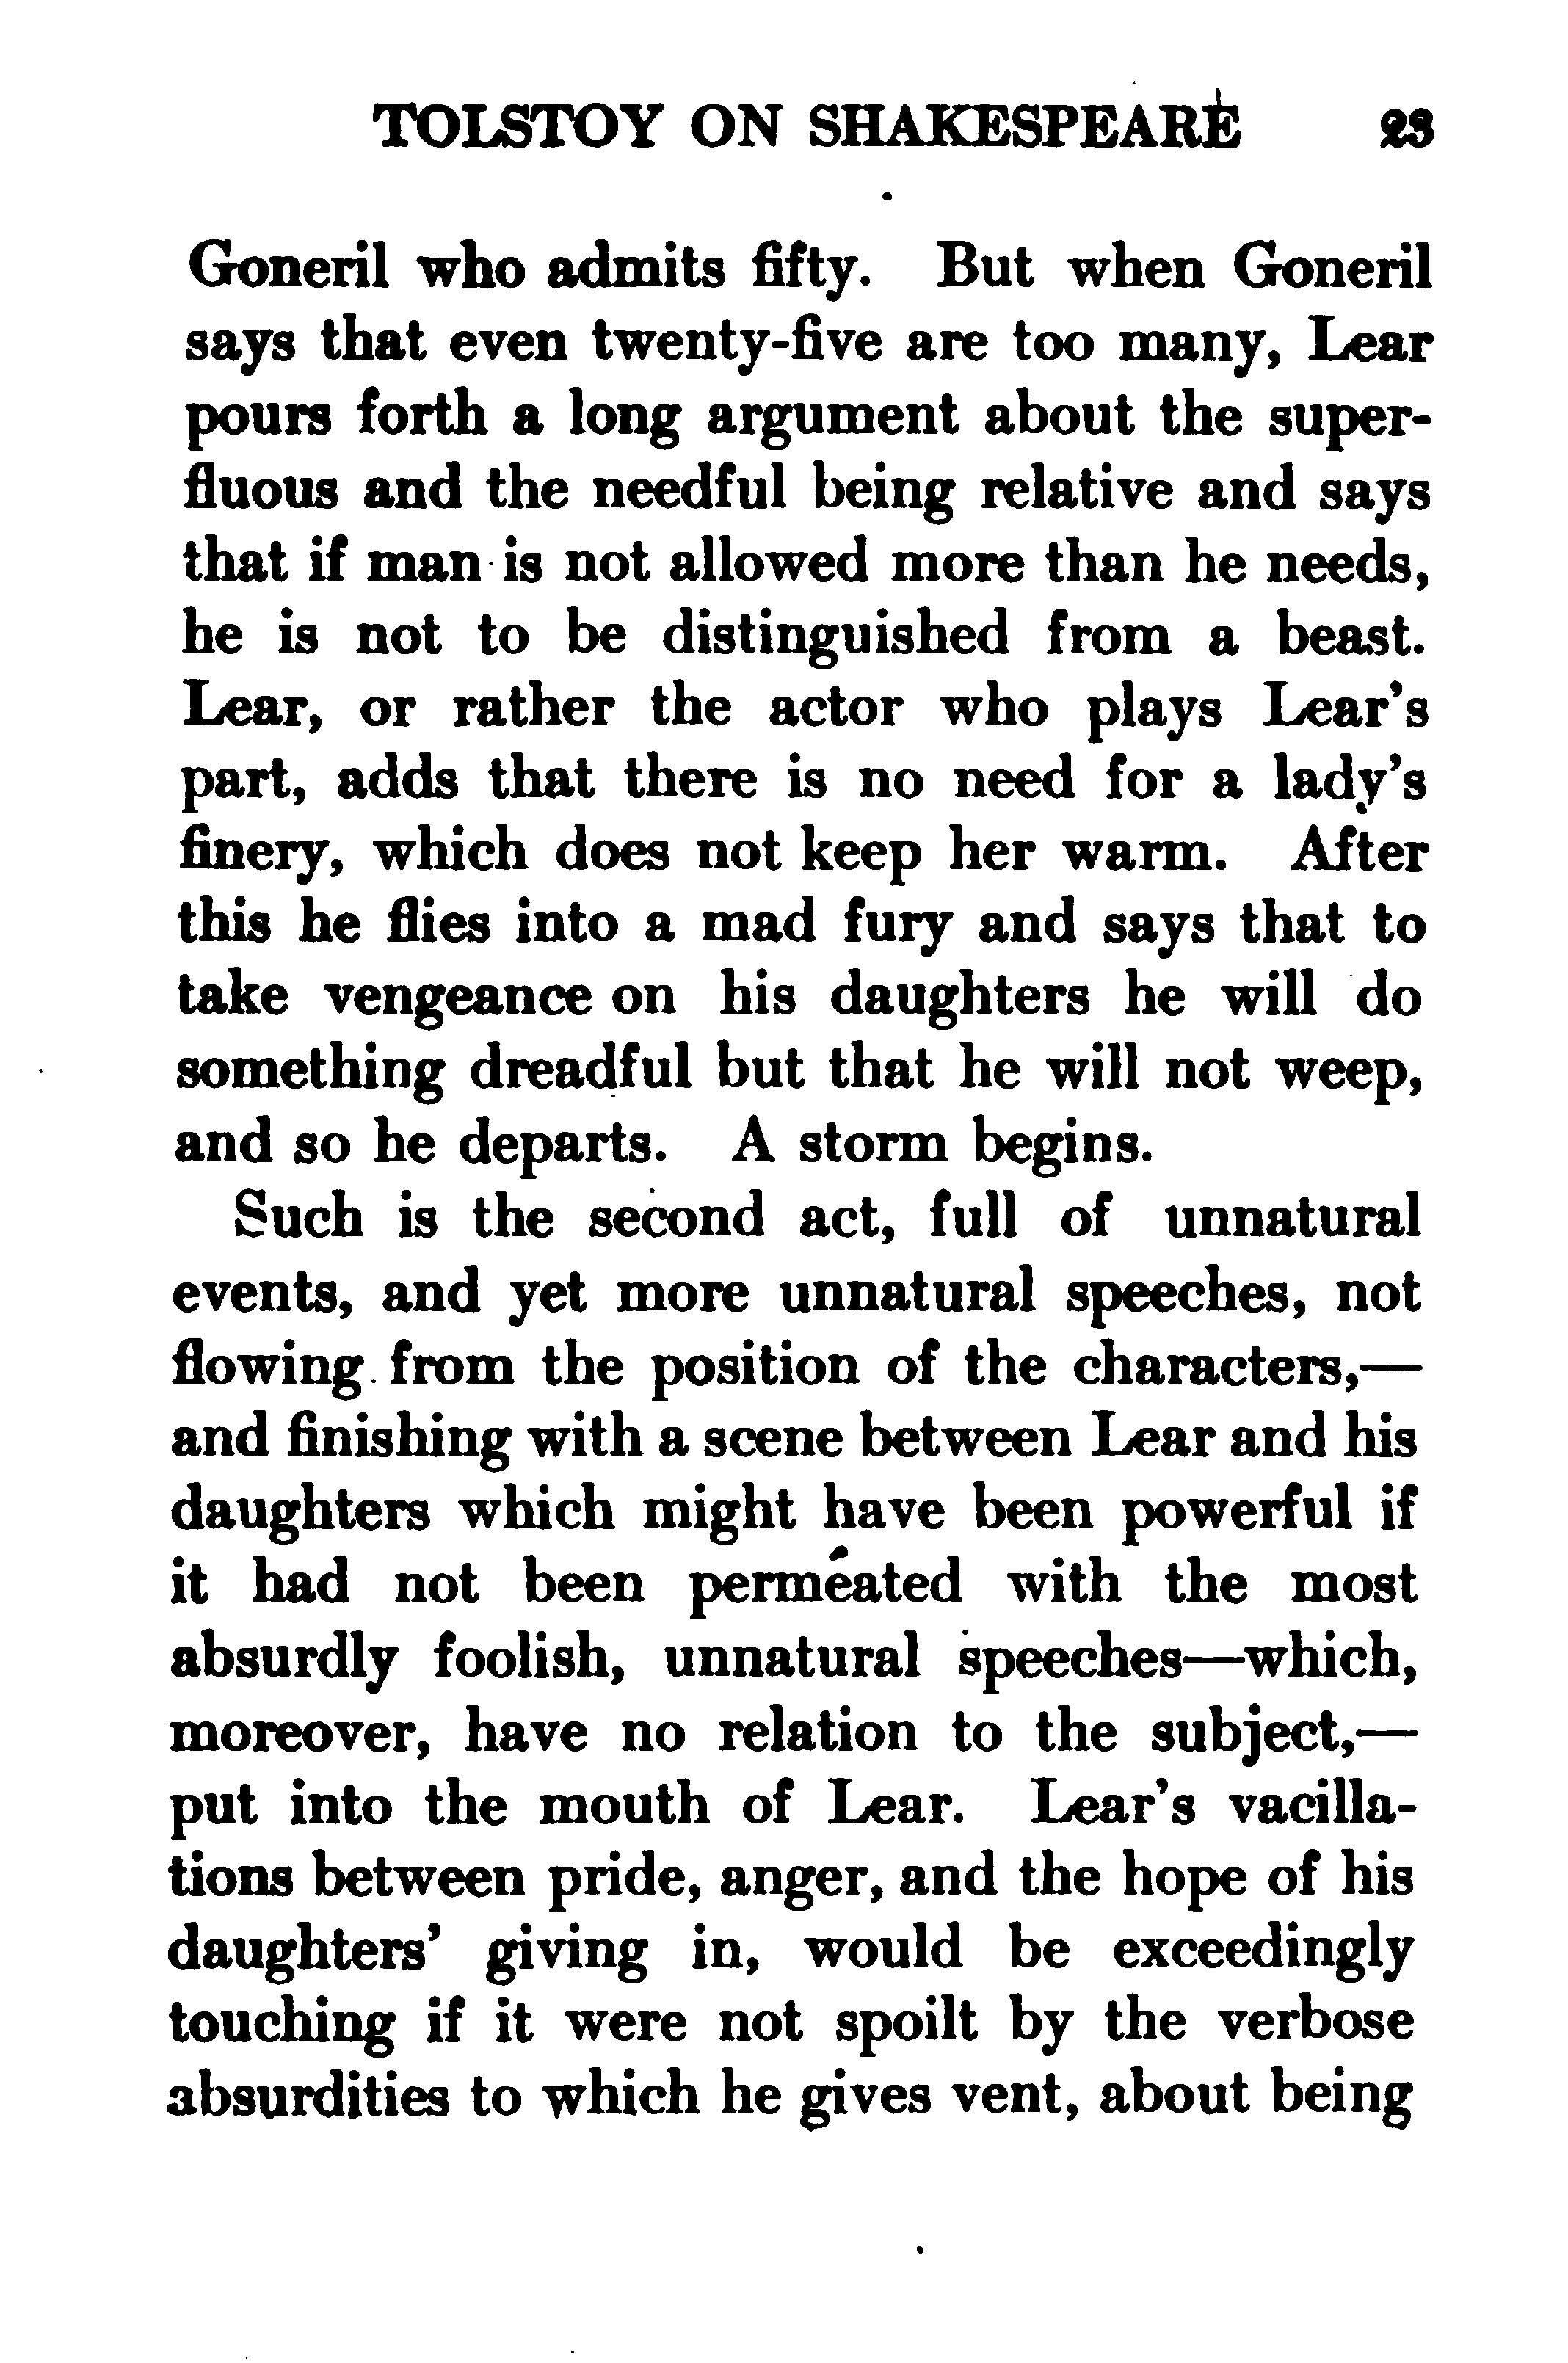 TOLSTOY ON SHAKESPEARE 23
Goneril who admits fifty. But when Goneril
says that even twenty-five are too many, Lear
pours forth a long argument about the super-
fluous and the needful being relative and says
that if man is not allowed more than he needs,
he is not to be distinguished from a beast.
Lear, or rather the actor who plays Lear's
part, adds that there is no need for a lady's
finery, which does not keep her warm. After
this he flies into a mad fury and says that to
take vengeance on his daughters he will do
something dreadful but that he will not weep,
and so he departs. A storm begins.
Such is the second act, full of unnatural
events, and yet more unnatural speeches, not
flowing from the position of the characters,—
and finishing with a scene between Lear and his
daughters which might have been powerful if
it had not been permeated with the most
absurdly foolish, unnatural speeches—which,
moreover, have no relation to the subject,—
put into the mouth of Lear. Lear's vacilla-
tions between pride, anger, and the hope of his
daughters' giving in, would be exceedingly
touching if it were not spoilt by the verbose
absurdities to which he gives vent, about being